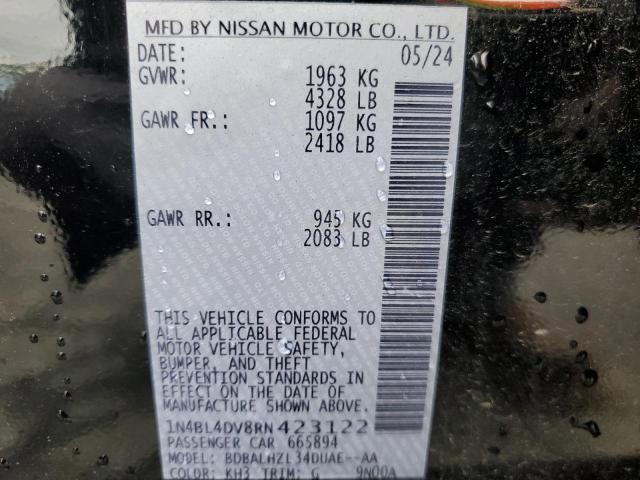 MFD BY NISSAN MOTOR CO., LTD.
DATE: 05/24
GVWR: 1963 KG
4328 LB
GAWR FR.: 1097 KG
2418 LB
GAWR RR.: 945 KG
2083 LB
THIS VEHICLE CONFORMS TO
ALL APPLICABLE FEDERAL
MOTOR VEHICLE SAFETY,
BUMPER, AND THEFT
PREVENTION STANDARDS IN
EFFECT ON THE DATE OF
MANUFACTURE SHOWN ABOVE.
1N4BL4DV8RN423122
PASSENGER CAR 665894
MODEL: BDBALHZL34DUAE--AA
COLOR: KH3 TRIM: G 9N00A